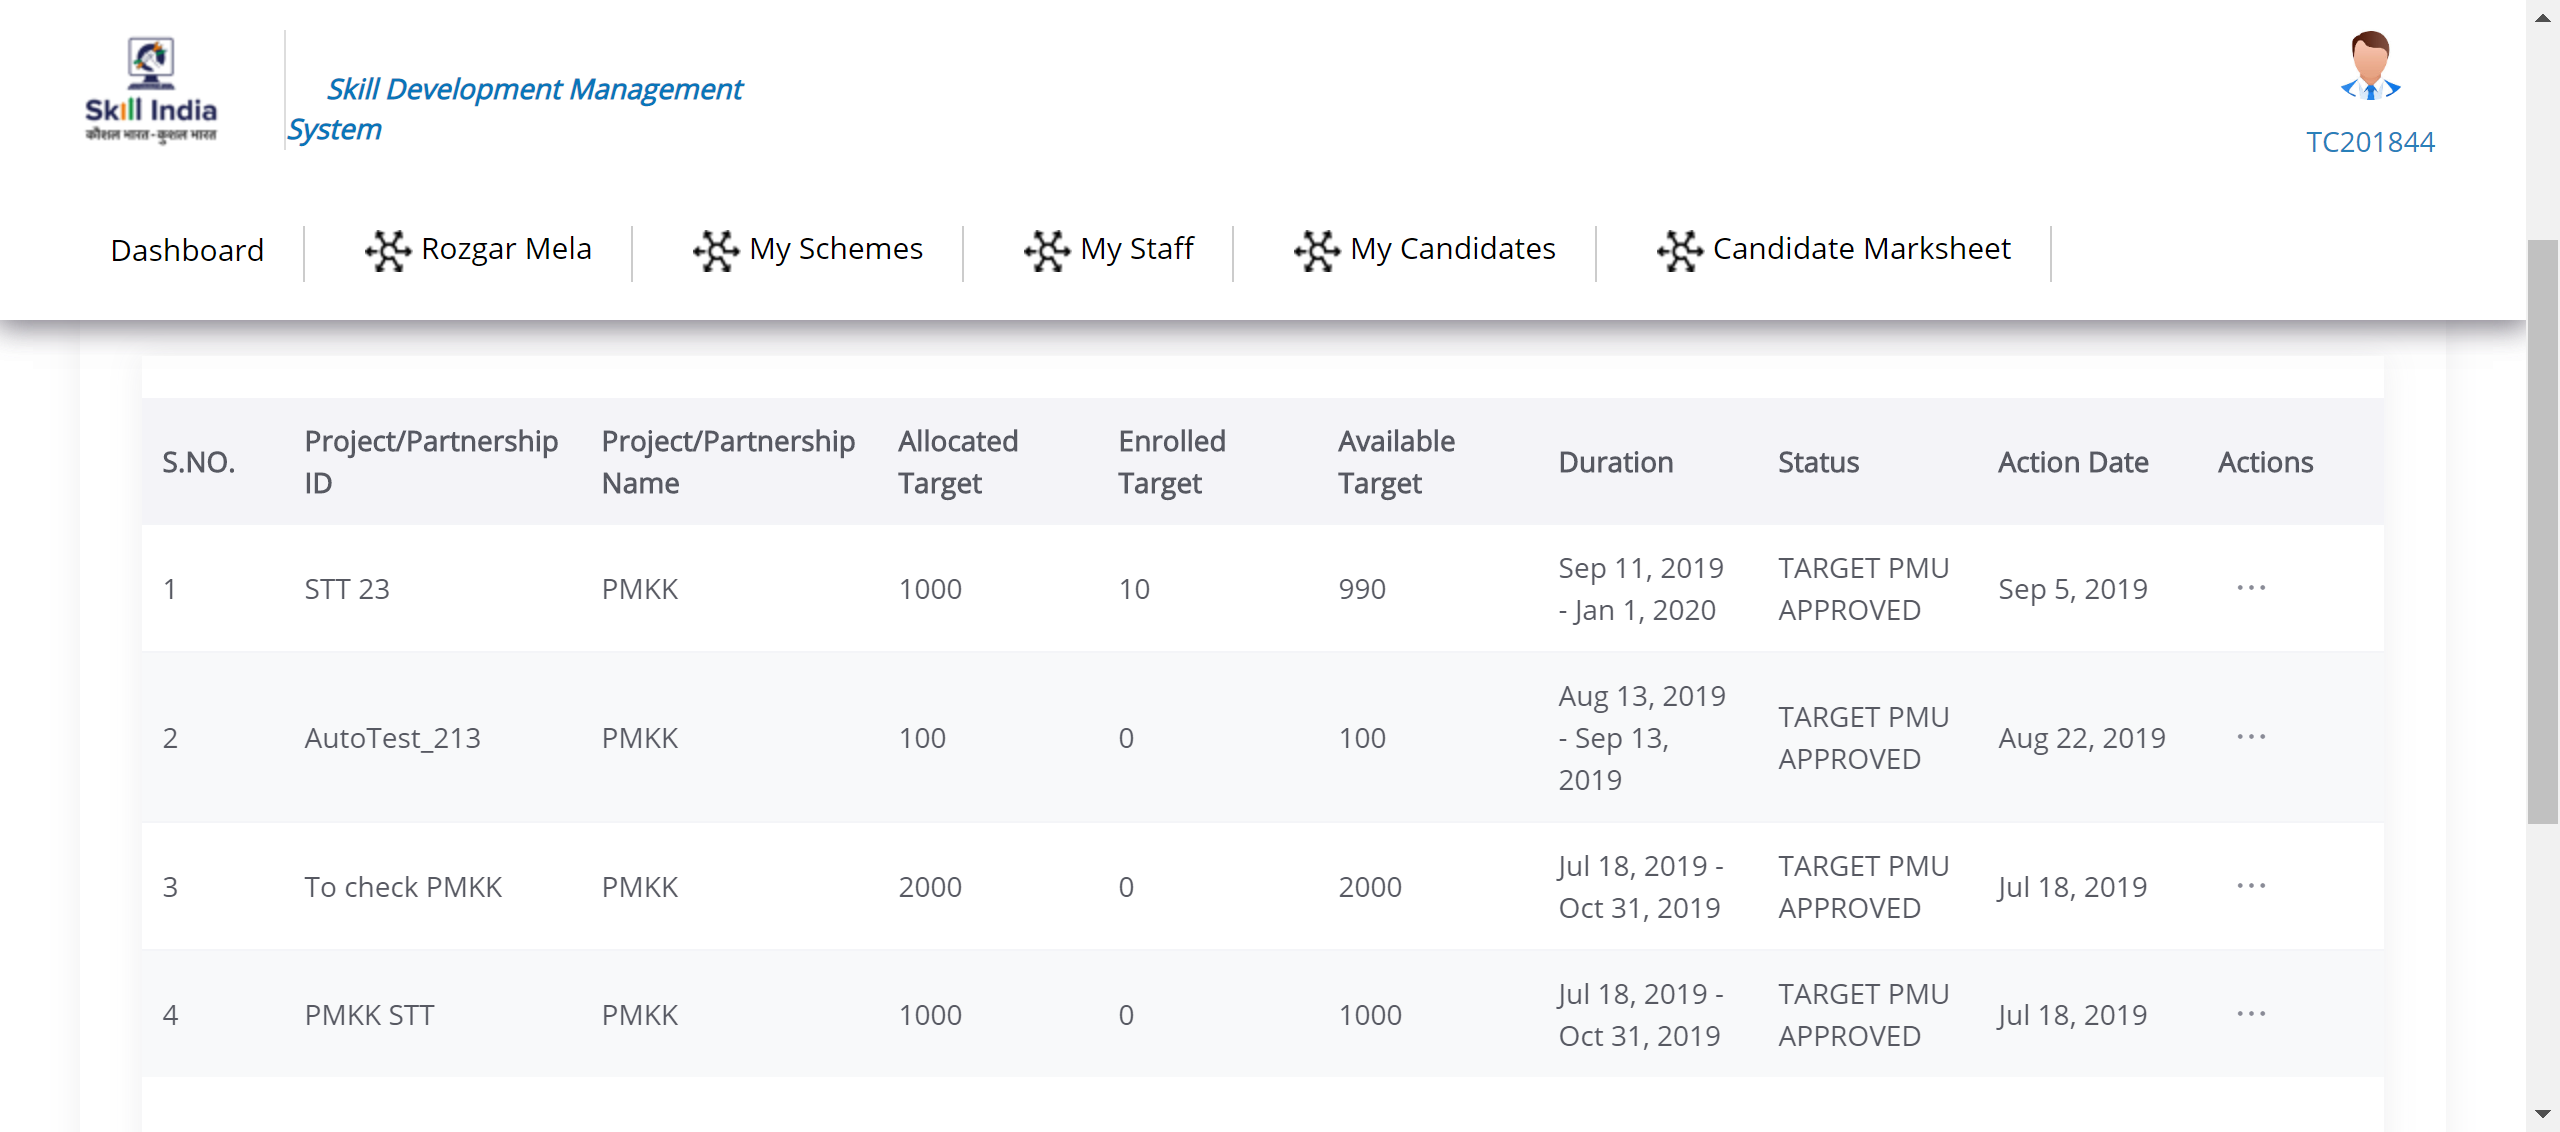 Skill India
कौशल भारत - कुशल भारत
Skill Development Management
System
TC201844
Dashboard
Rozgar Mela
My Schemes
My Staff
My Candidates
Candidate Marksheet
S.NO.
Project/Partnership
ID
Project/Partnership
Name
Allocated
Target
Enrolled
Target
Available
Target
Duration
Status
Action Date
Actions
1
STT 23
PMKK
1000
10
990
Sep 11, 2019
- Jan 1, 2020
TARGET PMU
APPROVED
Sep 5, 2019
...
2
AutoTest_213
PMKK
100
0
100
Aug 13, 2019
- Sep 13,
2019
TARGET PMU
APPROVED
Aug 22, 2019
...
3
To check PMKK
PMKK
2000
0
2000
Jul 18, 2019 -
Oct 31, 2019
TARGET PMU
APPROVED
Jul 18, 2019
...
4
PMKK STT
PMKK
1000
0
1000
Jul 18, 2019 -
Oct 31, 2019
TARGET PMU
APPROVED
Jul 18, 2019
...